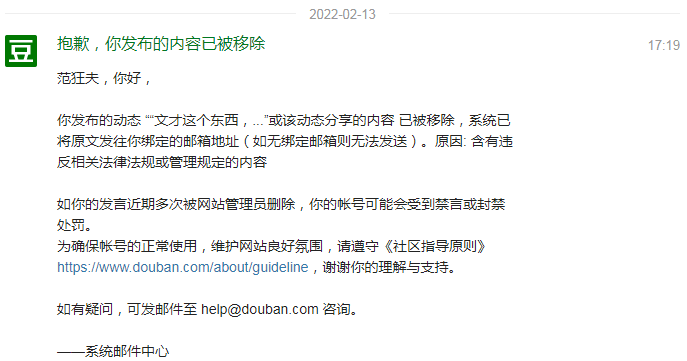 2022-02-13
豆
抱歉，你发布的内容已被移除
17:19
范狂夫，你好，
你发布的动态 ““文才这个东西，...”或该动态分享的内容 已被移除，系统已
将原文发往你绑定的邮箱地址（如无绑定邮箱则无法发送）。原因: 含有违
反相关法律法规或管理规定的内容
如你的发言近期多次被网站管理员删除，你的帐号可能会受到禁言或封禁
处罚。
为确保帐号的正常使用，维护网站良好氛围，请遵守《社区指导原则》
https://www.douban.com/about/guideline，谢谢你的理解与支持。
如有疑问，可发邮件至 help@douban.com 咨询。
——系统邮件中心